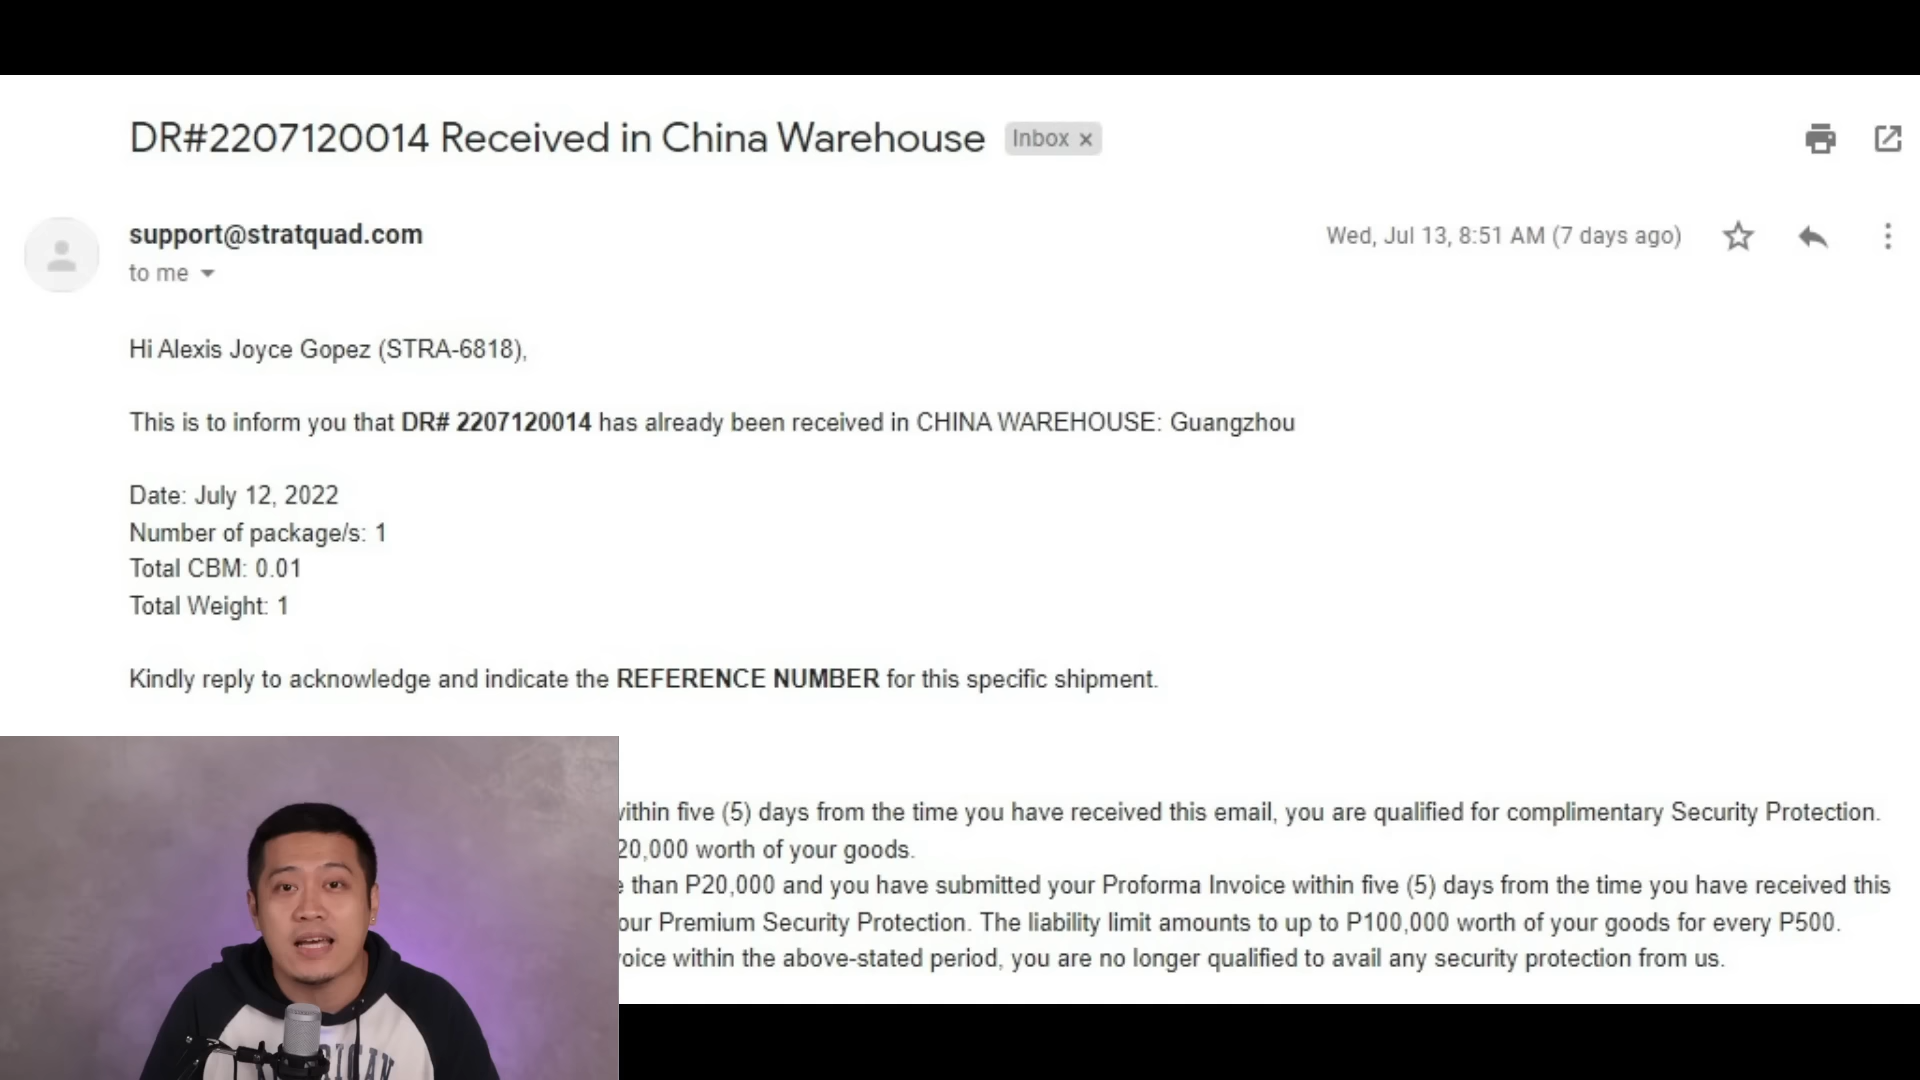 DR#2207120014 Received in China Warehouse Inbox x
support@stratquad.com
Wed, Jul 13, 8:51 AM (7 days ago)
to me
Hi Alexis Joyce Gopez (STRA-6818),
This is to inform you that DR# 2207120014 has already been received in CHINA WAREHOUSE: Guangzhou
Date: July 12, 2022
Number of package/s: 1
Total CBM: 0.01
Total Weight: 1
Kindly reply to acknowledge and indicate the REFERENCE NUMBER for this specific shipment.
within five (5) days from the time you have received this email, you are qualified for complimentary Security Protection.
20,000 worth of your goods.
than P20,000 and you have submitted your Proforma Invoice within five (5) days from the time you have received this
our Premium Security Protection. The liability limit amounts to up to P100,000 worth of your goods for every P500.
voice within the above-stated period, you are no longer qualified to avail any security protection from us.